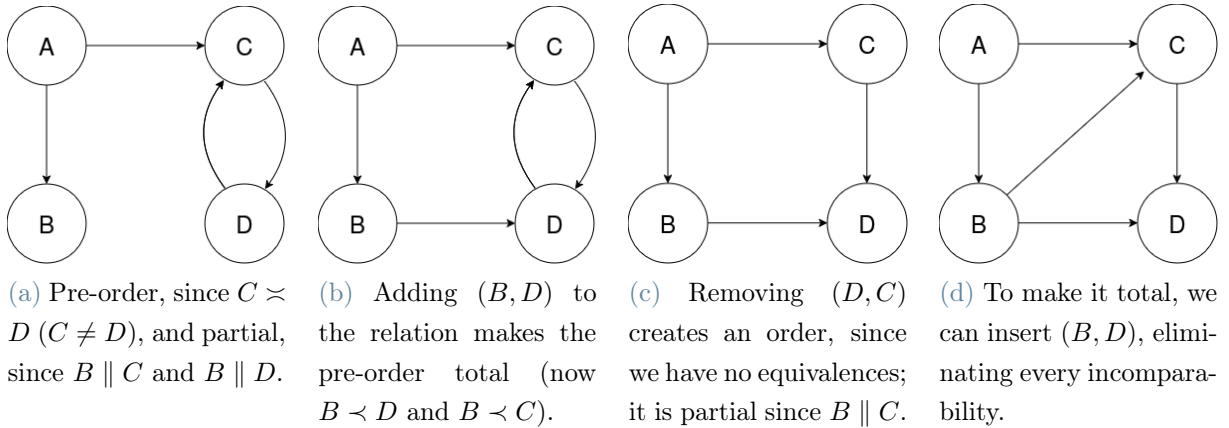 A
C
B
D
A
C
B
D
A
C
B
D
A
C
B
D
(a) Pre-order, since C ≍
D (C ≠ D), and partial,
since B ∥ C and B ∥ D.
(b) Adding (B, D) to
the relation makes the
pre-order total (now
B ≺ D and B ≺ C).
(c) Removing (D, C)
creates an order, since
we have no equivalences;
it is partial since B ∥ C.
(d) To make it total, we
can insert (B, D), elimi-
nating every incompara-
bility.